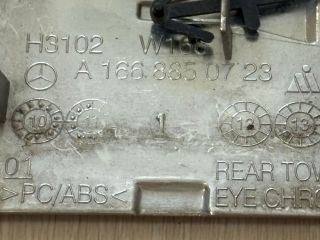 H3102 W166
A 166 885 07 23
10 1 12 13
01 REAR TOW
>PC/ABS< EYE CHRO